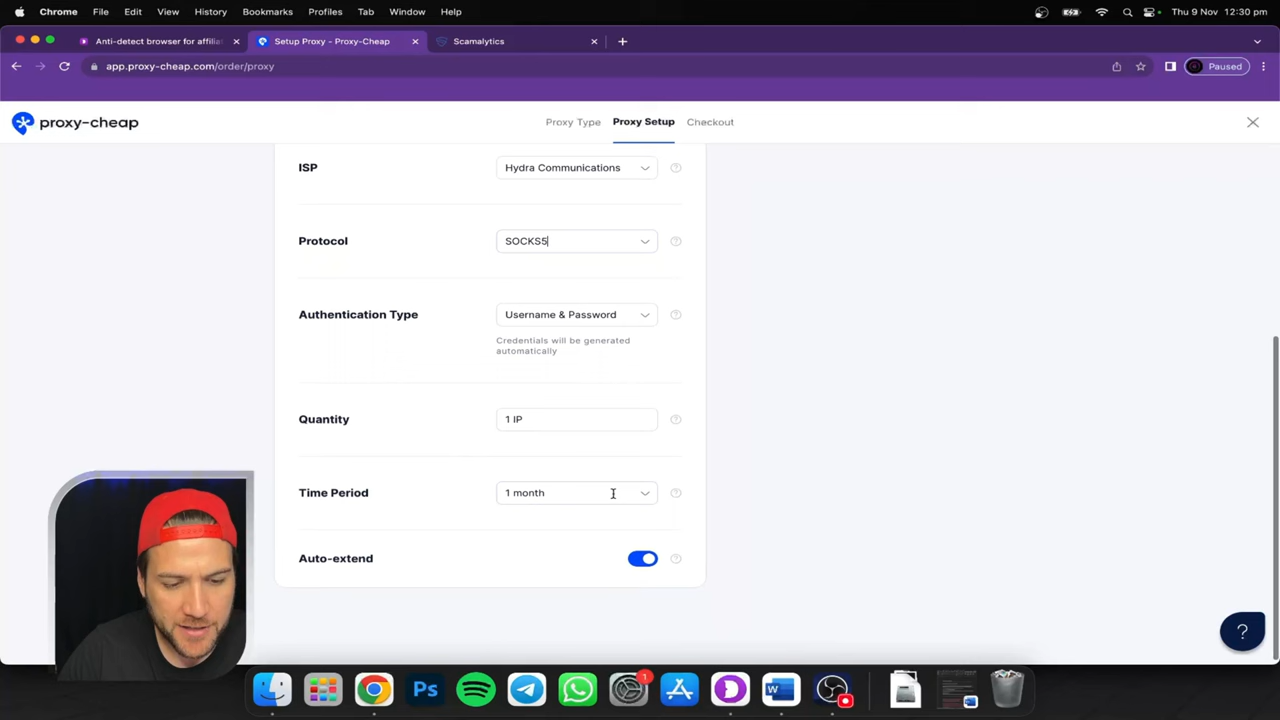 Chrome File Edit View History Bookmarks Profiles Tab Window Help Thu 9 Nov 12:30 pm
Anti-detect browser for affilia Setup Proxy - Proxy-Cheap Scamalytics
app.proxy-cheap.com/order/proxy Paused
proxy-cheap Proxy Type Proxy Setup Checkout
ISP Hydra Communications
Protocol SOCKS5
Authentication Type Username & Password
Credentials will be generated
automatically
Quantity 1 IP
Time Period 1 month
Auto-extend
?
1
Ps
W